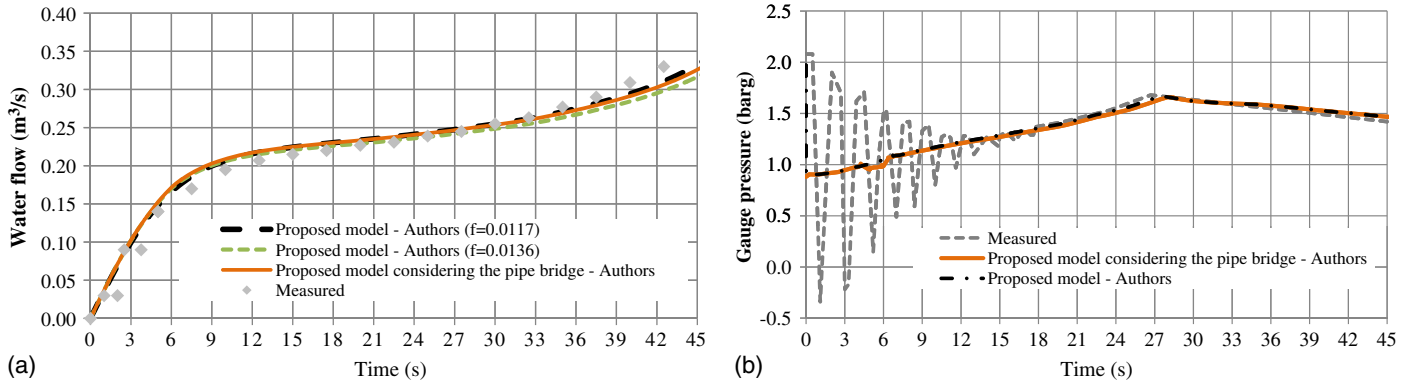 Water flow (m³/s)
0.40
0.35
0.30
0.25
0.20
0.15
0.10
0.05
0.00
Proposed model - Authors (f=0.0117)
Proposed model - Authors (f=0.0136)
Proposed model considering the pipe bridge - Authors
Measured
0 3 6 9 12 15 18 21 24 27 30 33 36 39 42 45
Time (s)
(a)
Gauge pressure (barg)
2.5
2.0
1.5
1.0
0.5
0.0
-0.5
Measured
Proposed model considering the pipe bridge - Authors
Proposed model - Authors
0 3 6 9 12 15 18 21 24 27 30 33 36 39 42 45
Time (s)
(b)